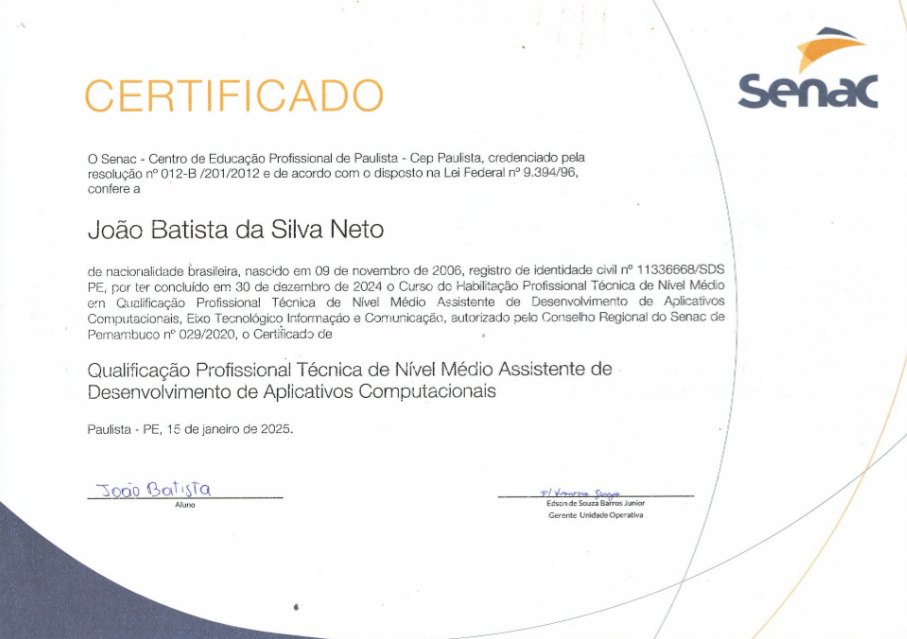 Senac
CERTIFICADO
O Senac - Centro de Educação Profissional de Paulista - Cep Paulista, credenciado pela
resolução nº 012-B /201/2012 e de acordo com o disposto na Lei Federal nº 9.394/96,
confere a
João Batista da Silva Neto
de nacionalidade brasileira, nascido em 09 de novembro de 2006, registro de identidade civil nº 11336668/SDS
PE, por ter concluído em 30 de dezembro de 2024 o Curso do Habilitação Profissional Técnica de Nível Médio
em Qualificação Profissional Técnica de Nível Médio Assistente de Desenvolvimento de Aplicativos
Computacionais, Eixo Tecnológico Informação e Comunicação, autorizado pelo Conselho Regional do Senac de
Pernambuco nº 029/2020, o Certificado de
Qualificação Profissional Técnica de Nível Médio Assistente de
Desenvolvimento de Aplicativos Computacionais
Paulista - PE, 15 de janeiro de 2025.
João Batista
Aluno
Edson de Souza Barros Junior
Gerente Unidade Operativa